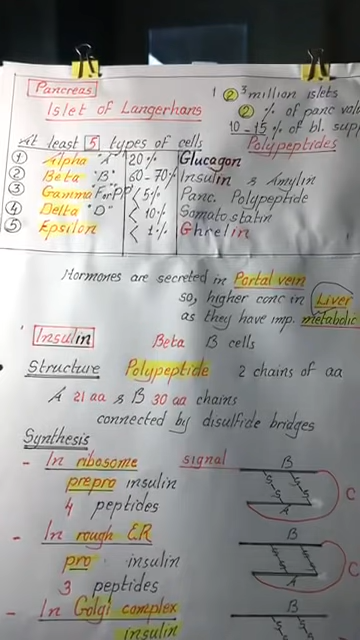 Pancreas
Islet of Langerhans
1 2 3 million islets
2 % of panc
10-15% of bl. supp
At least 5 types of cells
Polypeptides
1 Alpha "A" 20% Glucagon
2 Beta "B" 60-70% Insulin & Amylin
3 Gamma F or PP < 5% Panc. Polypeptide
4 Delta "D" < 10% Somatostatin
5 Epsilon < 1% Ghrelin
Hormones are secreted in Portal vein
so, higher conc in Liver
as they have imp. metabolic
Insulin Beta B cells
Structure Polypeptide 2 chains of aa
A 21 aa & B 30 aa chains
connected by disulfide bridges
Synthesis
- In ribosome signal B
prepro insulin S S S S
4 peptides A C
- In rough E.R B
pro insulin
3 peptides A C
- In Golgi complex B
insulin